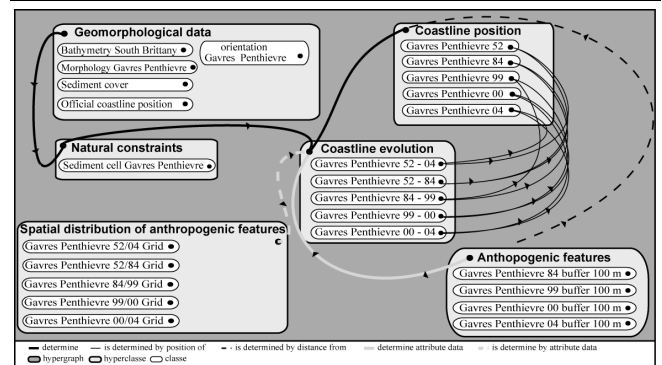 Geomorphological data
Bathymetry South Brittany
orientation
Gavres Penthievre
Morphology Gavres Penthievre
Sediment cover
Official coastline position
Coastline position
Gavres Penthievre 52
Gavres Penthievre 84
Gavres Penthievre 99
Gavres Penthievre 00
Gavres Penthievre 04
Natural constraints
Sediment cell Gavres Penthievre
Coastline evolution
Gavres Penthievre 52 - 04
Gavres Penthievre 52 - 84
Gavres Penthievre 84 - 99
Gavres Penthievre 99 - 00
Gavres Penthievre 00 - 04
Spatial distribution of anthropogenic features
Gavres Penthievre 52/04 Grid
Gavres Penthievre 52/84 Grid
Gavres Penthievre 84/99 Grid
Gavres Penthievre 99/00 Grid
Gavres Penthievre 00/04 Grid
Anthopogenic features
Gavres Penthievre 84 buffer 100 m
Gavres Penthievre 99 buffer 100 m
Gavres Penthievre 00 buffer 100 m
Gavres Penthievre 04 buffer 100 m
determine is determined by position of is determined by distance from determine attribute data is determined by attribute data
hypergraph hyperclasse classe